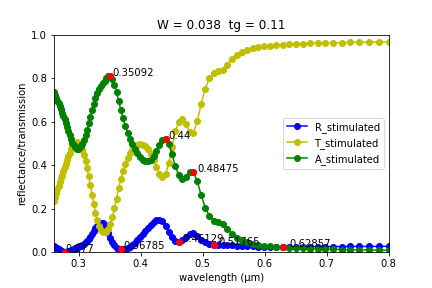 W = 0.038 tg = 0.11
reflectance/transmission
1.0
0.8
0.6
0.4
0.2
0.0
0.35092
0.44
0.48475
0.62857
R_stimulated
T_stimulated
A_stimulated
0.3
0.4
0.5
0.6
0.7
0.8
wavelength (μm)